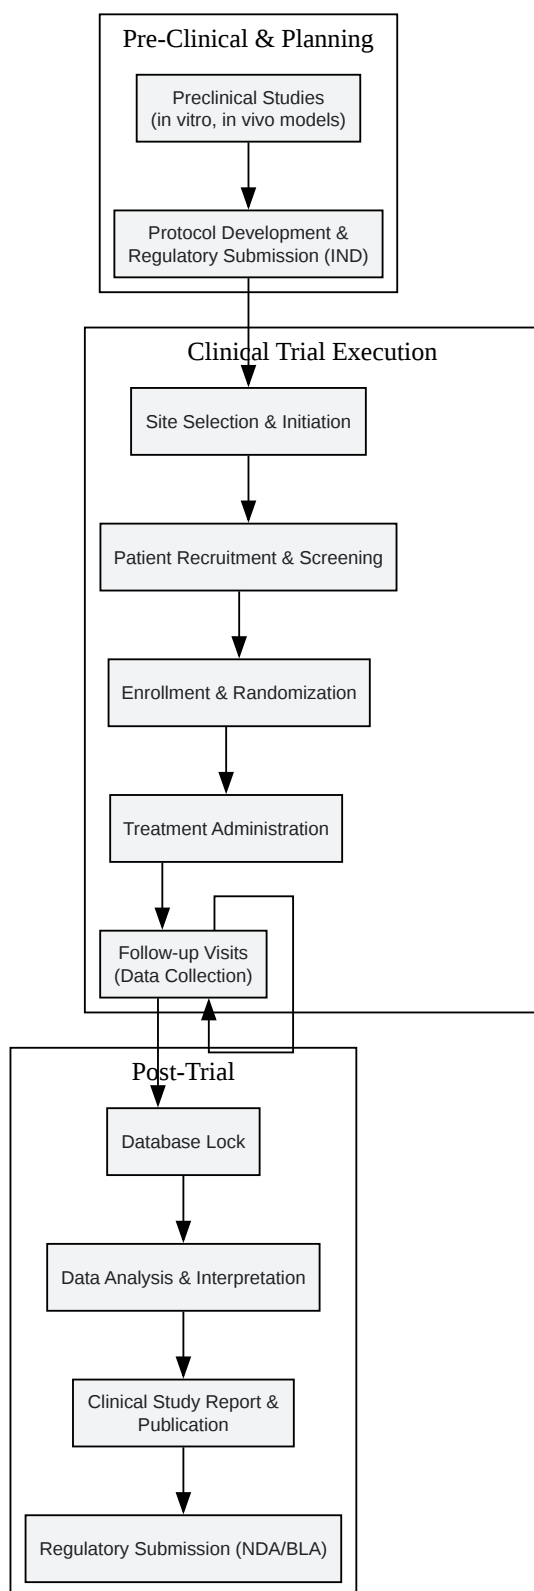 Pre-Clinical & Planning
Preclinical Studies
(in vitro, in vivo models)
Protocol Development &
Regulatory Submission (IND)
Clinical Trial Execution
Site Selection & Initiation
Patient Recruitment & Screening
Enrollment & Randomization
Treatment Administration
Follow-up Visits
(Data Collection)
Post-Trial
Database Lock
Data Analysis & Interpretation
Clinical Study Report &
Publication
Regulatory Submission (NDA/BLA)